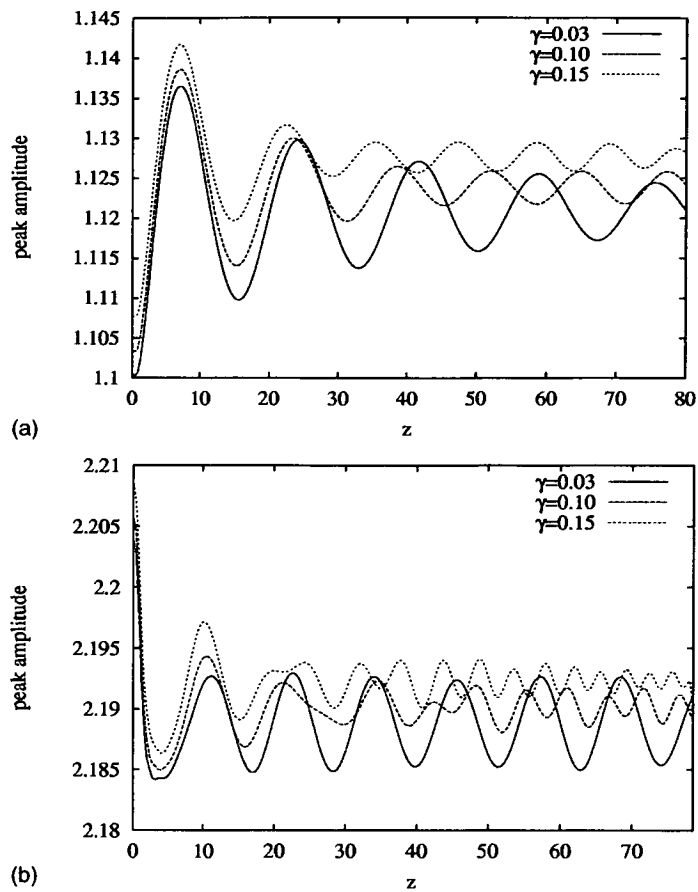 1.145
1.14
1.135
1.13
1.125
1.12
1.115
1.11
1.105
1.1
peak amplitude
γ=0.03
γ=0.10
γ=0.15
0 10 20 30 40 50 60 70 80
z
(a)
2.21
2.205
2.2
2.195
2.19
2.185
2.18
peak amplitude
γ=0.03
γ=0.10
γ=0.15
0 10 20 30 40 50 60 70
z
(b)